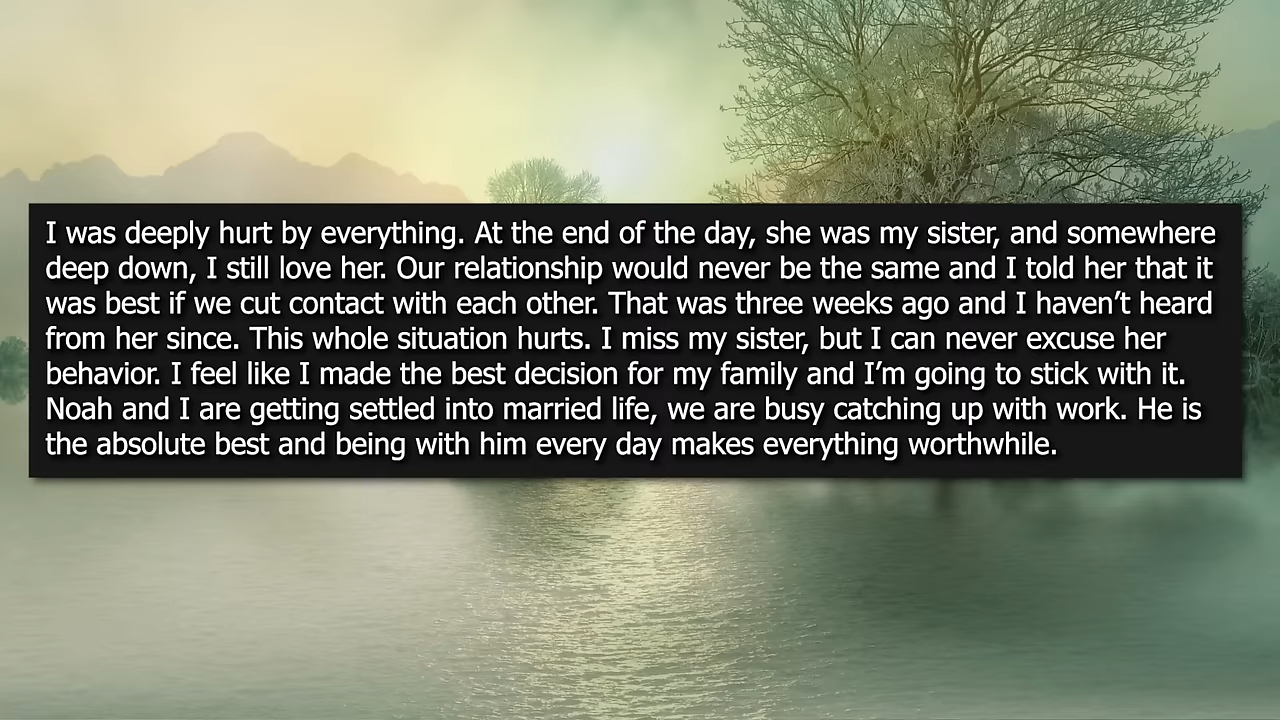 I was deeply hurt by everything. At the end of the day, she was my sister, and somewhere
deep down, I still love her. Our relationship would never be the same and I told her that it
was best if we cut contact with each other. That was three weeks ago and I haven’t heard
from her since. This whole situation hurts. I miss my sister, but I can never excuse her
behavior. I feel like I made the best decision for my family and I’m going to stick with it.
Noah and I are getting settled into married life, we are busy catching up with work. He is
the absolute best and being with him every day makes everything worthwhile.